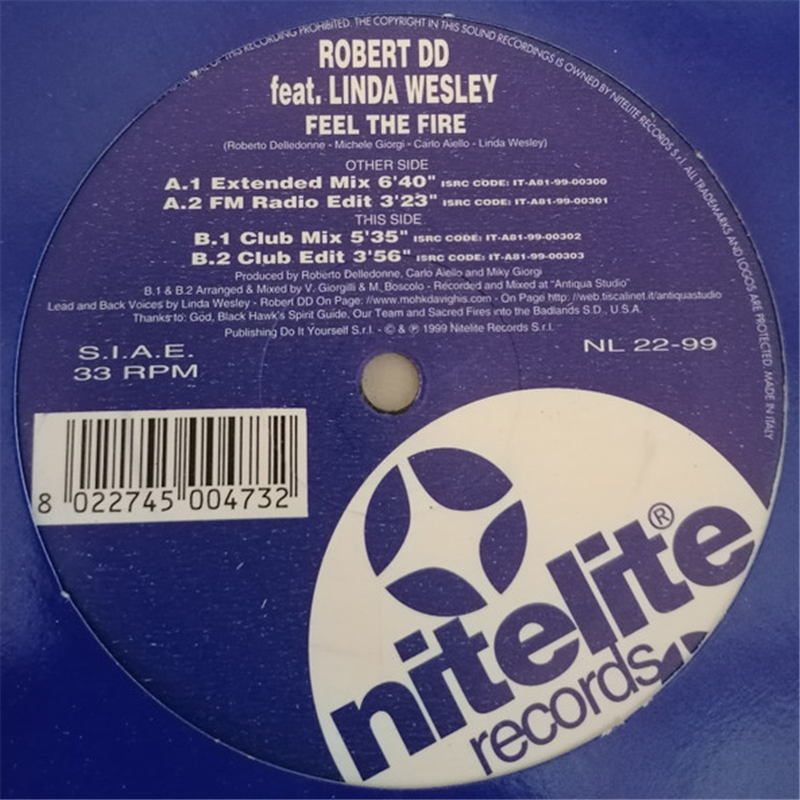 OF THIS RECORDING PROHIBITED. THE COPYRIGHT IN THIS SOUND RECORDINGS IS OWNED BY NITELITE RECORDS S.r.l. ALL TRADEMARKS AND LOGOS ARE PROTECTED. MADE IN ITALY
ROBERT DD
feat. LINDA WESLEY
FEEL THE FIRE
(Roberto Delledonne - Michele Giorgi - Carlo Aiello - Linda Wesley)
OTHER SIDE
A.1 Extended Mix 6'40" ISRC CODE: IT-A81-99-00300
A.2 FM Radio Edit 3'23" ISRC CODE: IT-A81-99-00301
THIS SIDE
B.1 Club Mix 5'35" ISRC CODE: IT-A81-99-00302
B.2 Club Edit 3'56" ISRC CODE: IT-A81-99-00303
Produced by Roberto Delledonne, Carlo Aiello and Miky Giorgi
B.1 & B.2 Arranged & Mixed by V. Giorgilli & M. Boscolo - Recorded and Mixed at "Antiqua Studio"
Lead and Back Voices by Linda Wesley - Robert DD On Page: //www.mohkdavighis.com - On Page http: //web.tiscalinet.it/antiquastudio
Thanks to: God, Black Hawk's Spirit Guide, Our Team and Sacred Fires into the Badlands S.D . U.S.A.
Publishing Do It Yourself S.r.l. - © & ℗ 1999 Nitelite Records S.r.l.
S.I.A.E.
33 RPM
NL 22-99
8 022745 004732
nitelite®
records